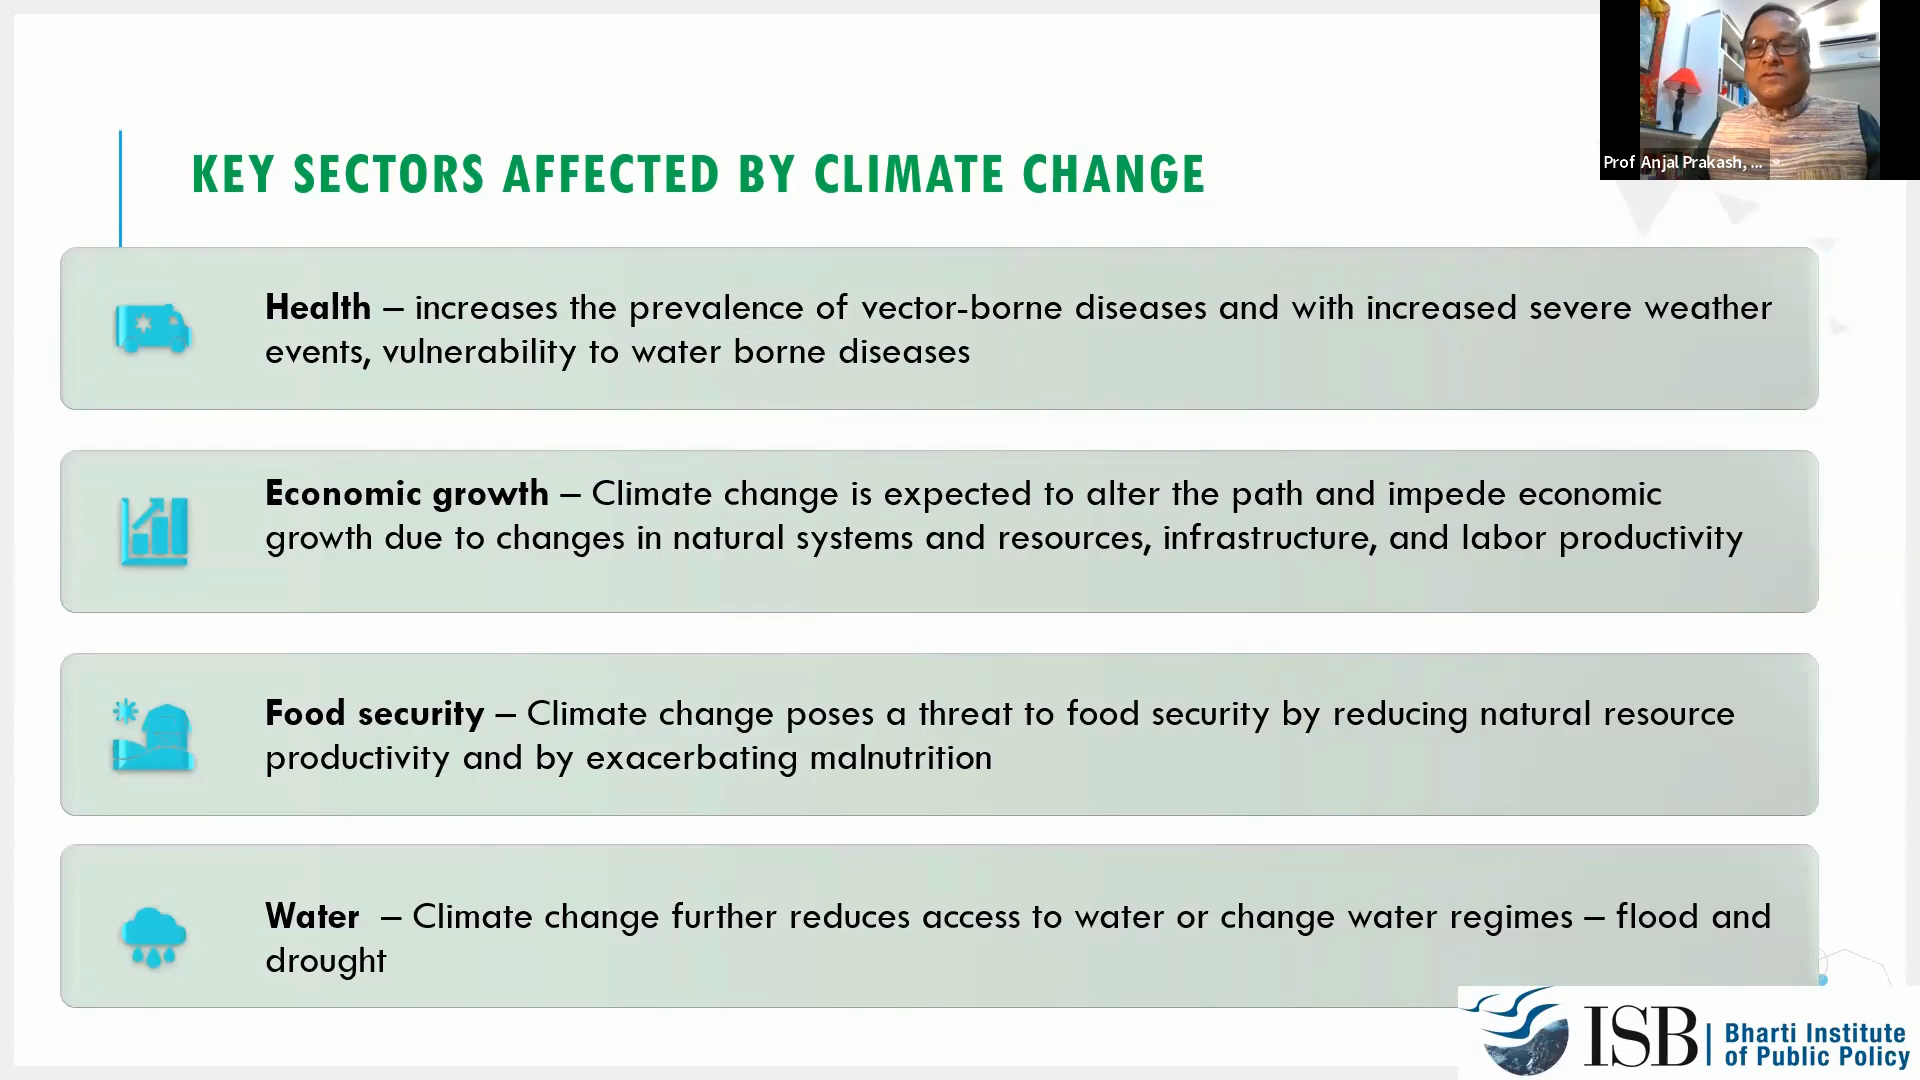 Prof Anjal Prakash, ...
KEY SECTORS AFFECTED BY CLIMATE CHANGE
Health – increases the prevalence of vector-borne diseases and with increased severe weather
events, vulnerability to water borne diseases
Economic growth – Climate change is expected to alter the path and impede economic
growth due to changes in natural systems and resources, infrastructure, and labor productivity
Food security – Climate change poses a threat to food security by reducing natural resource
productivity and by exacerbating malnutrition
Water – Climate change further reduces access to water or change water regimes – flood and
drought
ISB | Bharti Institute
of Public Policy